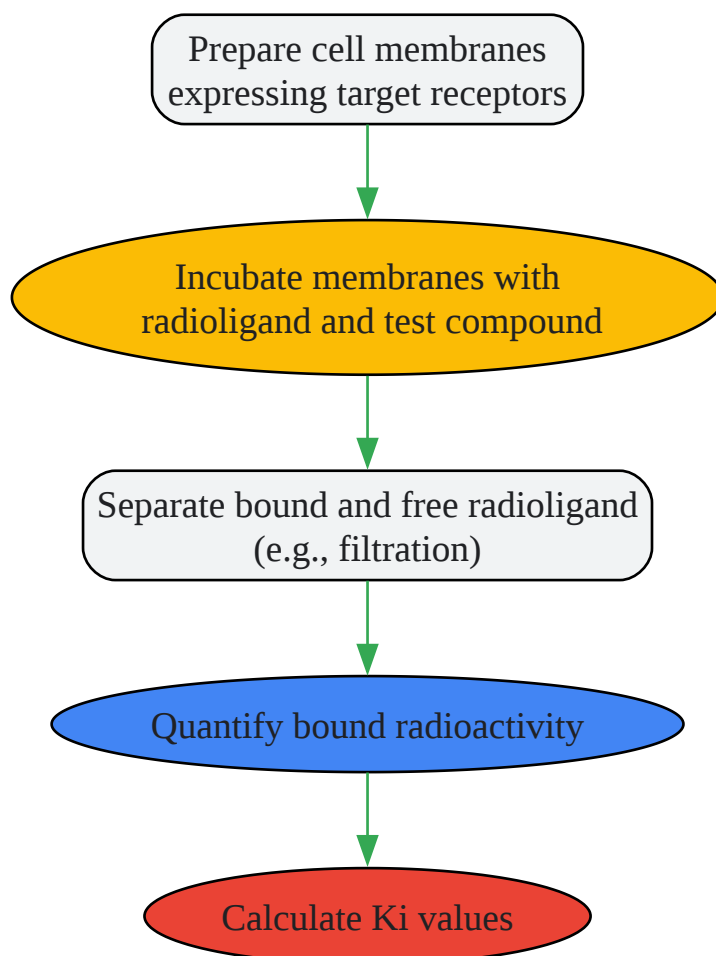 Prepare cell membranes
expressing target receptors
Incubate membranes with
radioligand and test compound
Separate bound and free radioligand
(e.g., filtration)
Quantify bound radioactivity
Calculate Ki values